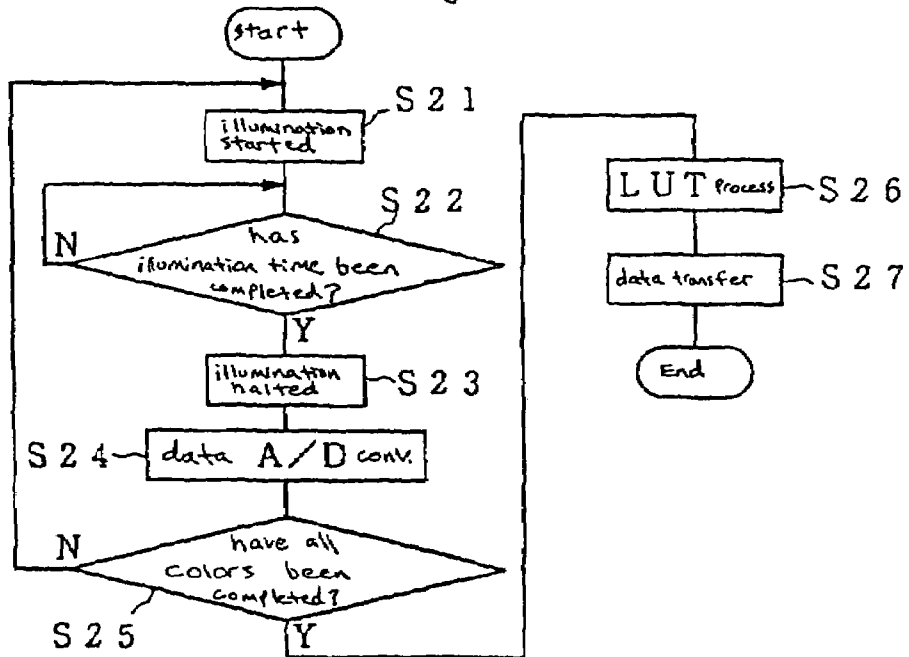 start
S21
illumination
started
S22
N
has
illumination time been
completed?
Y
illumination
halted
S23
S24
data A/D conv.
N
have all
colors been
completed?
S25
Y
LUT Process
S26
data transfer
S27
End